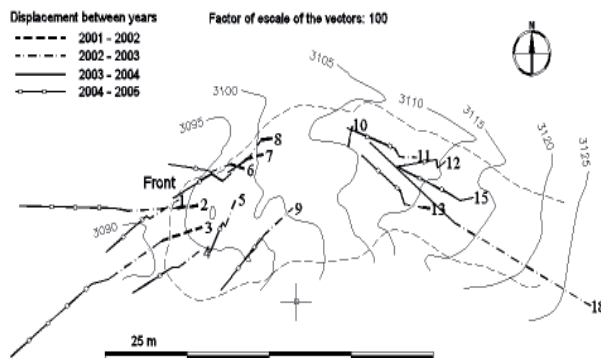 Displacement between years
Factor of escale of the vectors: 100
N
2001 - 2002
2002 - 2003
2003 - 2004
2004 - 2005
3105
3100
3095
3110
3115
3120
3125
10
8
7
6
11
12
Front
15
13
5
9
2
3
3090
4
18
25 m